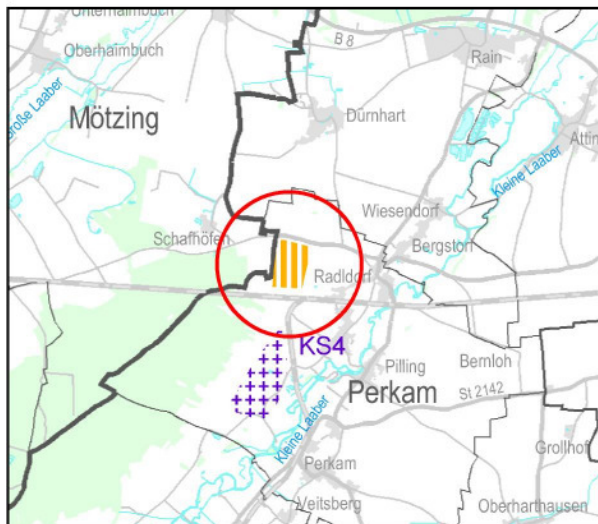 Unterhaimbuch
B 8
Oberhaimbuch
Rain
Große Laaber
Mötzing
Dürnhart
Kleine Laaber
Wiesendorf
Schafhöfen
Bergstorf
Radldorf
KS4
Pilling
Bernloh
Perkam
St 2142
Kleine Laaber
Grollhof
Perkam
Veitsberg
Oberharthausen